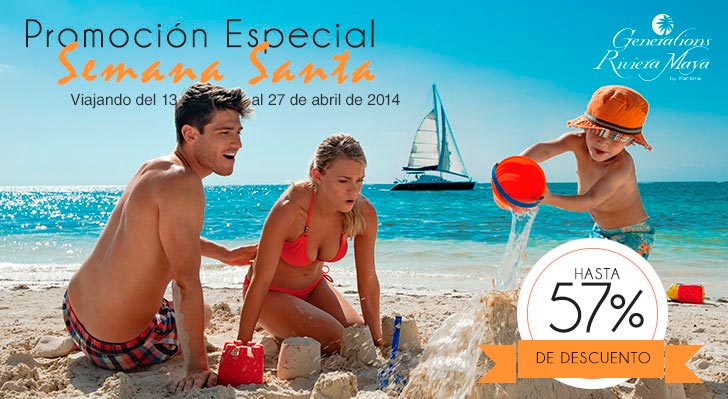 Promoción Especial
Semana Santa
Viajando del 13 al 27 de abril de 2014
Generations
Riviera Maya
by Karisma
HASTA
57%
DE DESCUENTO